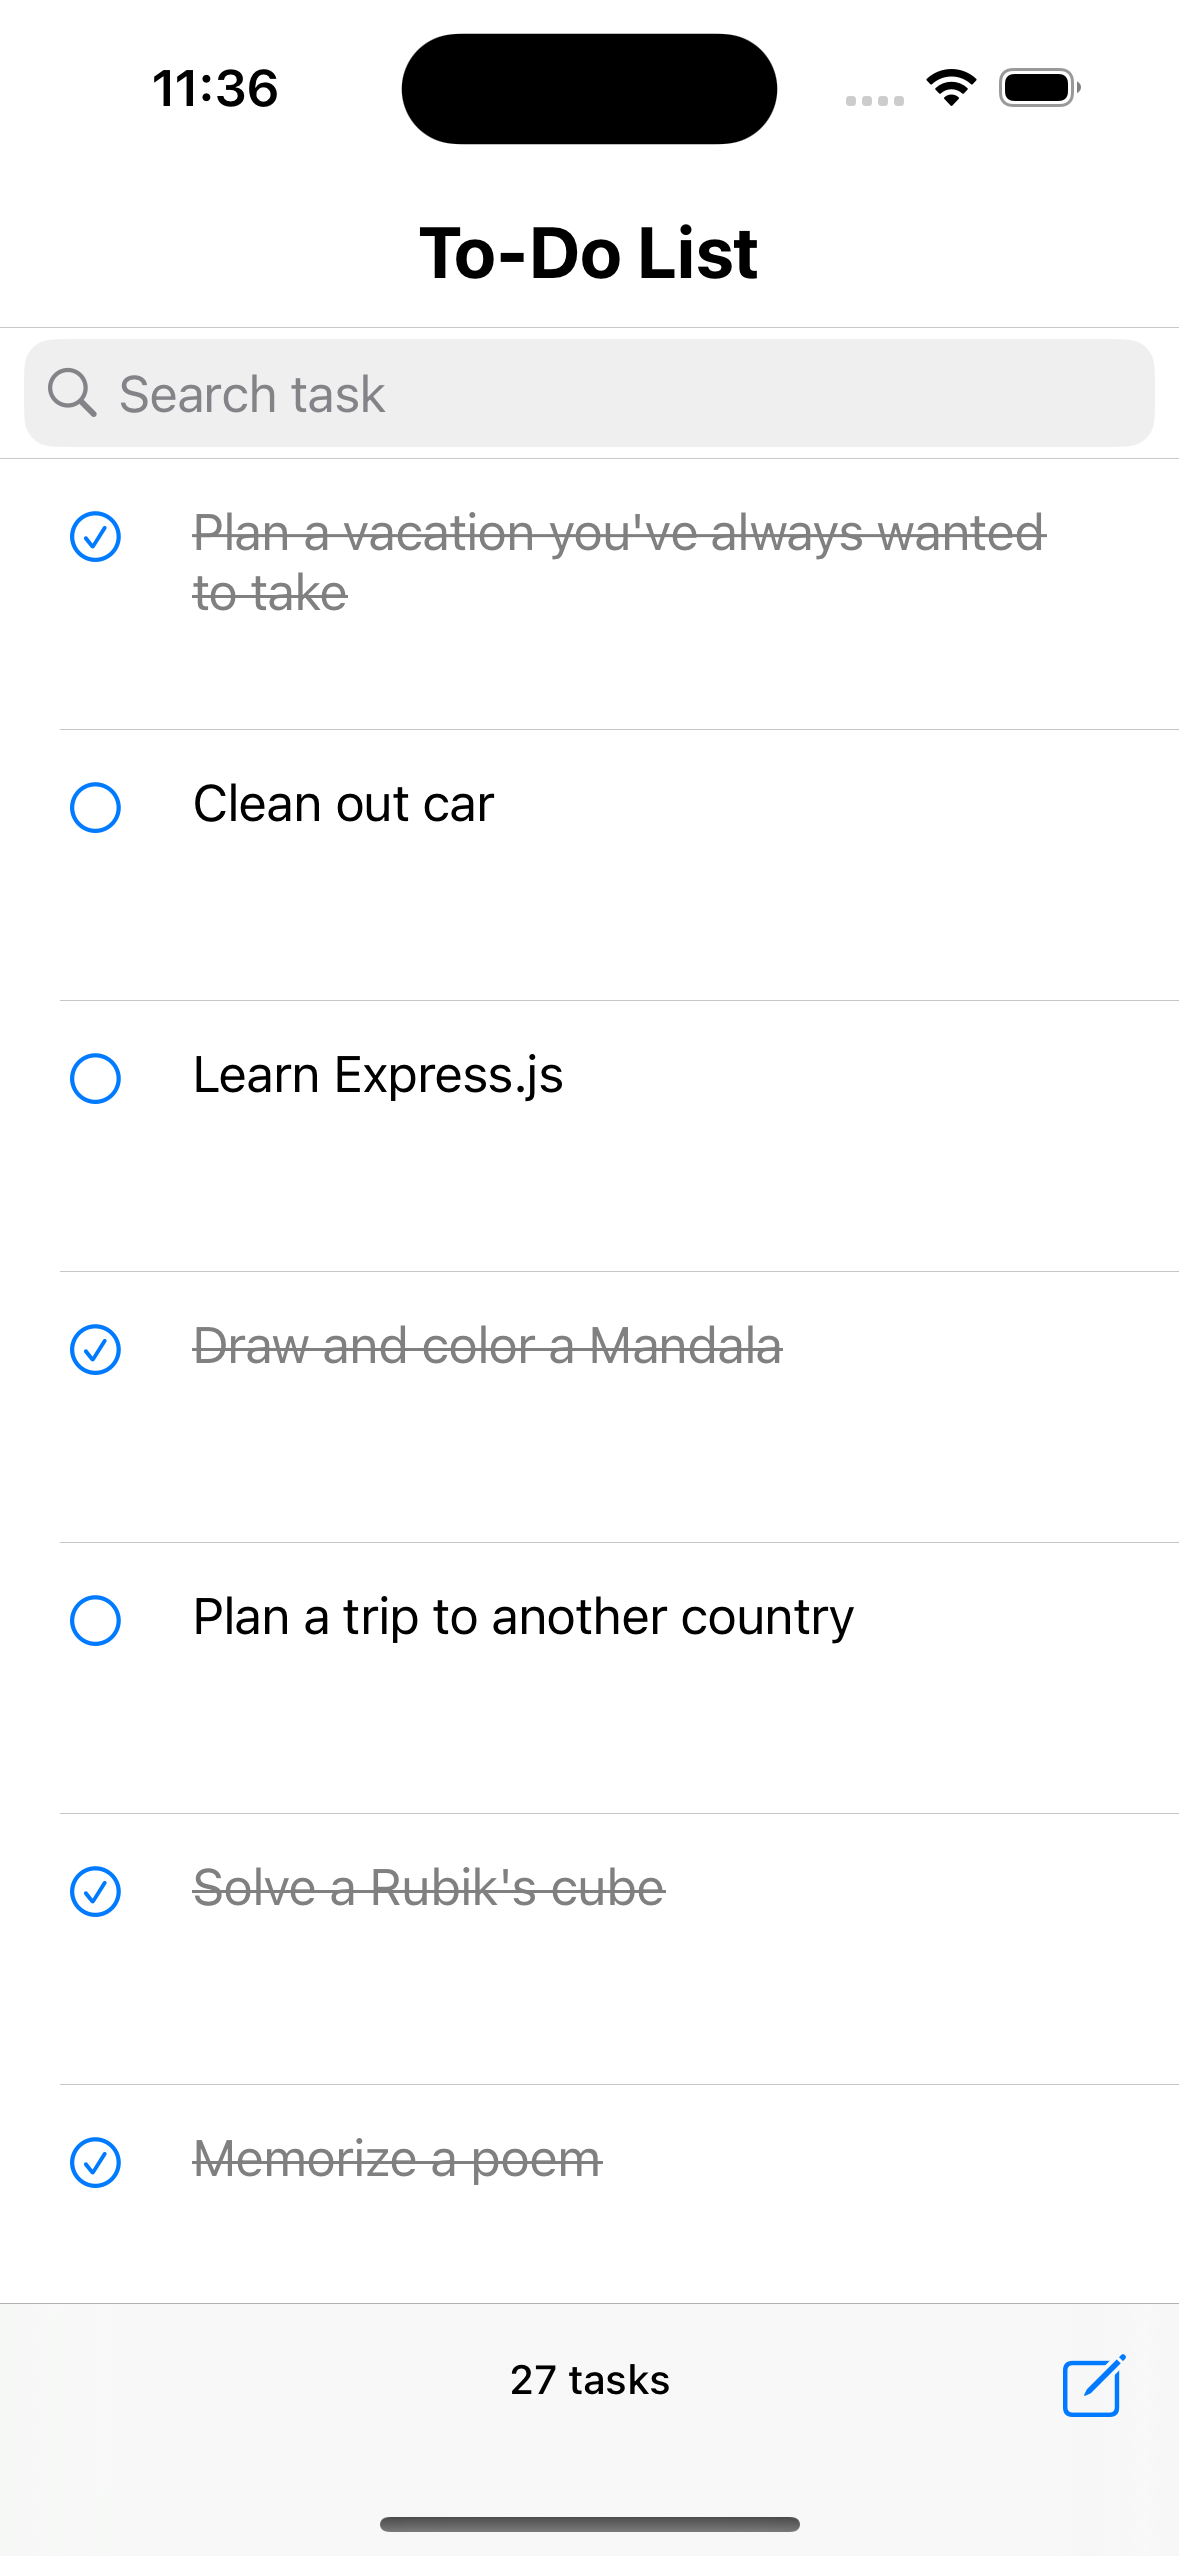 11:36
To-Do List
Search task
Plan a vacation you've always wanted
to take
Clean out car
Learn Express.js
Draw and color a Mandala
Plan a trip to another country
Solve a Rubik's cube
Memorize a poem
27 tasks